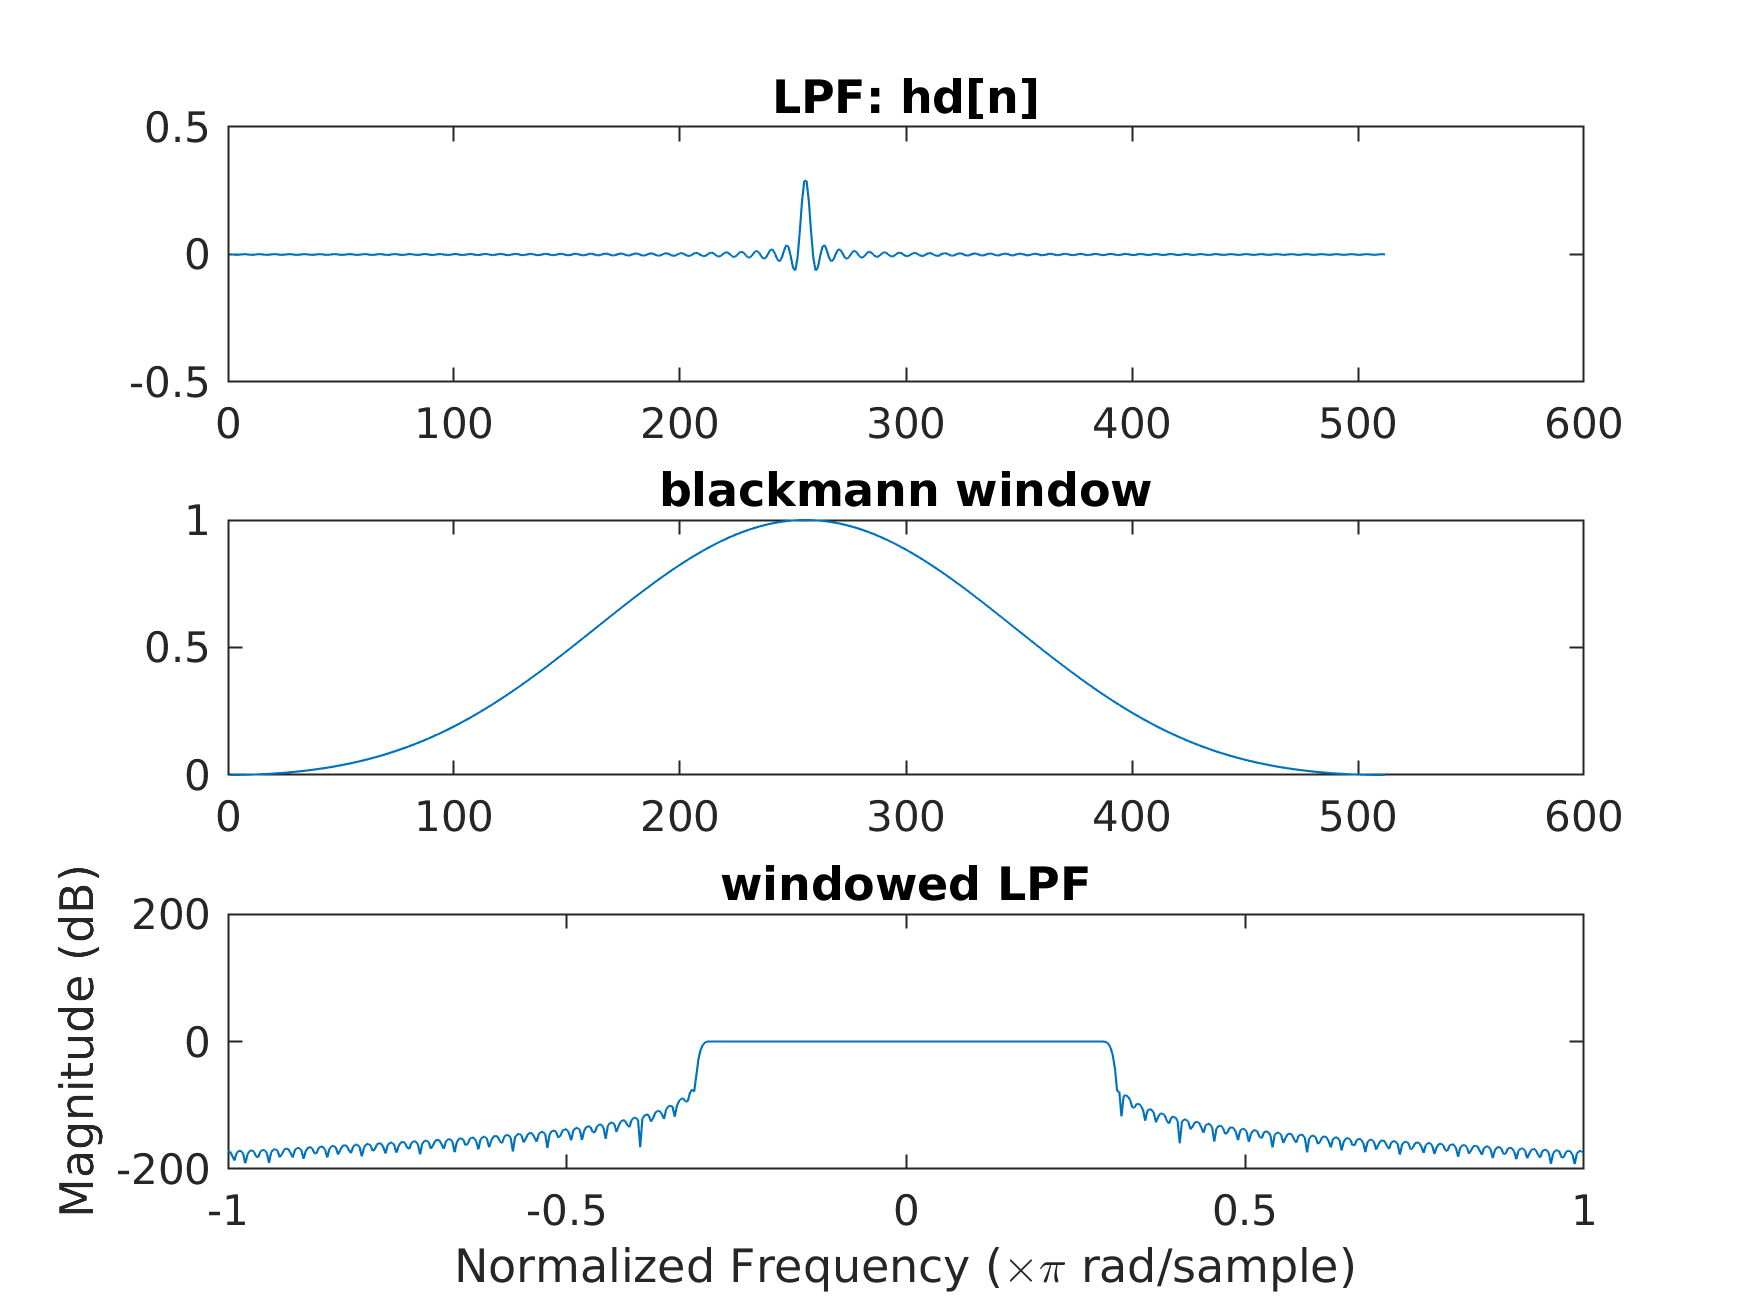 LPF: hd[n]
0.5
0
-0.5
0 100 200 300 400 500 600
blackmann window
1
0.5
0
0 100 200 300 400 500 600
windowed LPF
Magnitude (dB)
200
0
-200
-1 -0.5 0 0.5 1
Normalized Frequency (×π rad/sample)